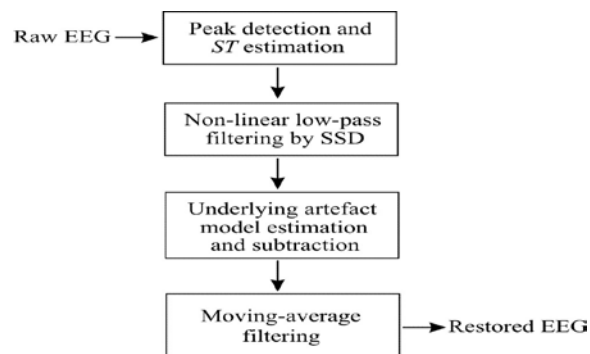 Raw EEG
Peak detection and
ST estimation
Non-linear low-pass
filtering by SSD
Underlying artefact
model estimation
and subtraction
Moving-average
filtering
Restored EEG